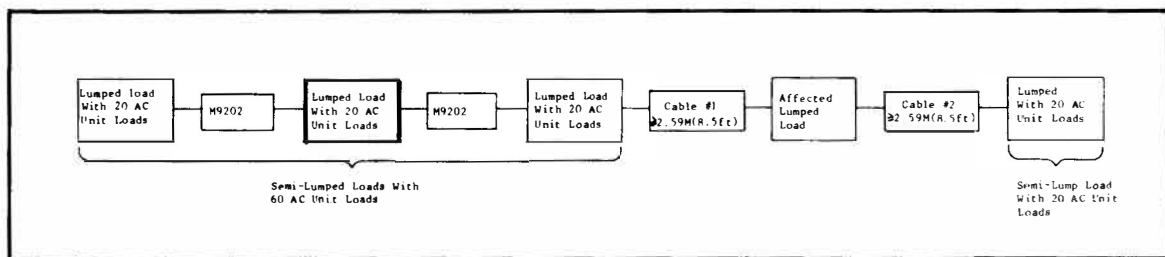 Lumped load
With 20 AC
Unit Loads
M9202
Lumped Load
With 20 AC
Unit Loads
M9202
Lumped Load
With 20 AC
Unit Loads
Cable #1
≥2.59M(8.5ft)
Affected
Lumped
Load
Cable #2
≥2 59M(8.5ft)
Lumped
With 20 AC
Unit Loads
Semi-Lumped Loads With
60 AC Unit Loads
Semi-Lump Load
With 20 AC Unit
Loads